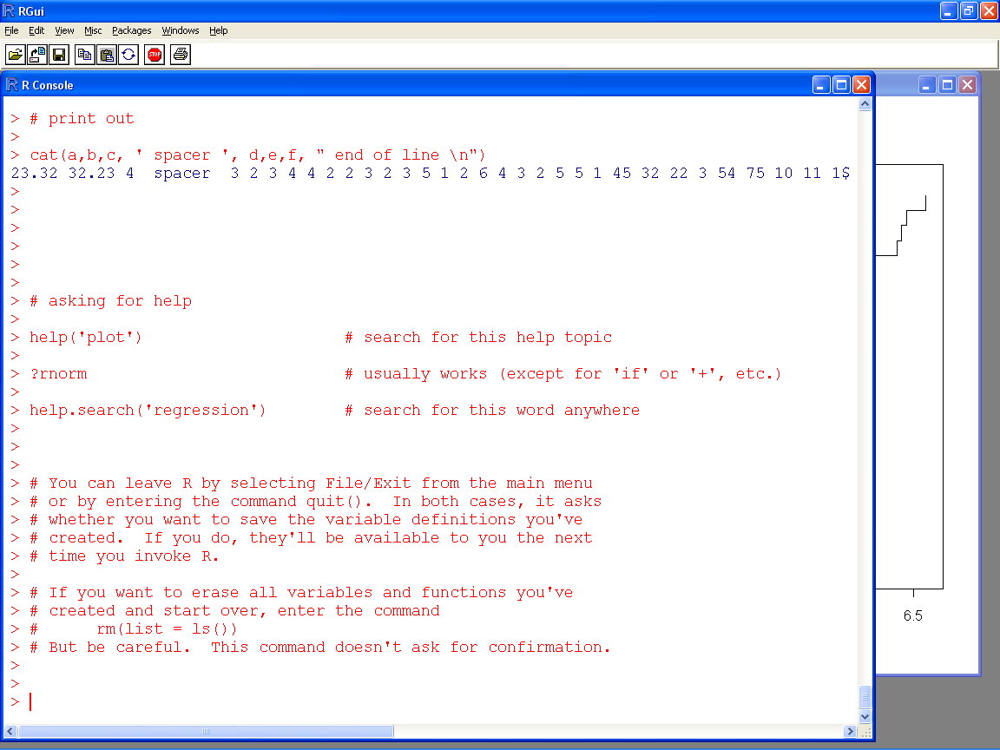 RGui
File Edit View Misc Packages Windows Help
STOP
R Console
> # print out
>
> cat(a,b,c, ' spacer ', d,e,f, " end of line \n")
23.32 32.23 4  spacer  3 2 3 4 4 2 2 3 2 3 5 1 2 6 4 3 2 5 5 1 45 32 22 3 54 75 10 11 1$
>
>
>
>
>
>
> # asking for help
>
> help('plot')                     # search for this help topic
>
> ?rnorm                           # usually works (except for 'if' or '+', etc.)
>
> help.search('regression')        # search for this word anywhere
>
>
>
> # You can leave R by selecting File/Exit from the main menu
> # or by entering the command quit().  In both cases, it asks
> # whether you want to save the variable definitions you've
> # created.  If you do, they'll be available to you the next
> # time you invoke R.
>
> # If you want to erase all variables and functions you've
> # created and start over, enter the command
> #      rm(list = ls())
> # But be careful.  This command doesn't ask for confirmation.
>
>
>
6.5